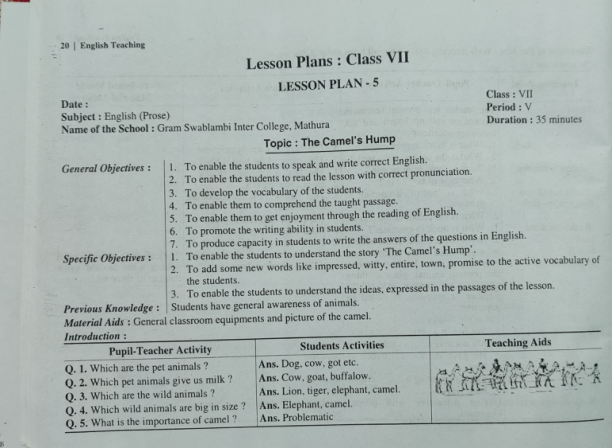 20 | English Teaching
Lesson Plans : Class VII
LESSON PLAN - 5
Date :
Class : VII
Subject : English (Prose)
Period : V
Name of the School : Gram Swablambi Inter College, Mathura
Duration : 35 minutes
Topic : The Camel's Hump
General Objectives :
1. To enable the students to speak and write correct English.
2. To enable the students to read the lesson with correct pronunciation.
3. To develop the vocabulary of the students.
4. To enable them to comprehend the taught passage.
5. To enable them to get enjoyment through the reading of English.
6. To promote the writing ability in students.
7. To produce capacity in students to write the answers of the questions in English.
Specific Objectives :
1. To enable the students to understand the story 'The Camel's Hump'.
2. To add some new words like impressed, witty, entire, town, promise to the active vocabulary of
the students.
3. To enable the students to understand the ideas, expressed in the passages of the lesson.
Previous Knowledge : Students have general awareness of animals.
Material Aids : General classroom equipments and picture of the camel.
Introduction :
Pupil-Teacher Activity
Students Activities
Teaching Aids
Q. 1. Which are the pet animals ?
Ans. Dog, cow, got etc.
Q. 2. Which pet animals give us milk ?
Ans. Cow, goat, buffalow.
Q. 3. Which are the wild animals ?
Ans. Lion, tiger, elephant, camel.
Q. 4. Which wild animals are big in size ?
Ans. Elephant, camel.
Q. 5. What is the importance of camel ?
Ans. Problematic